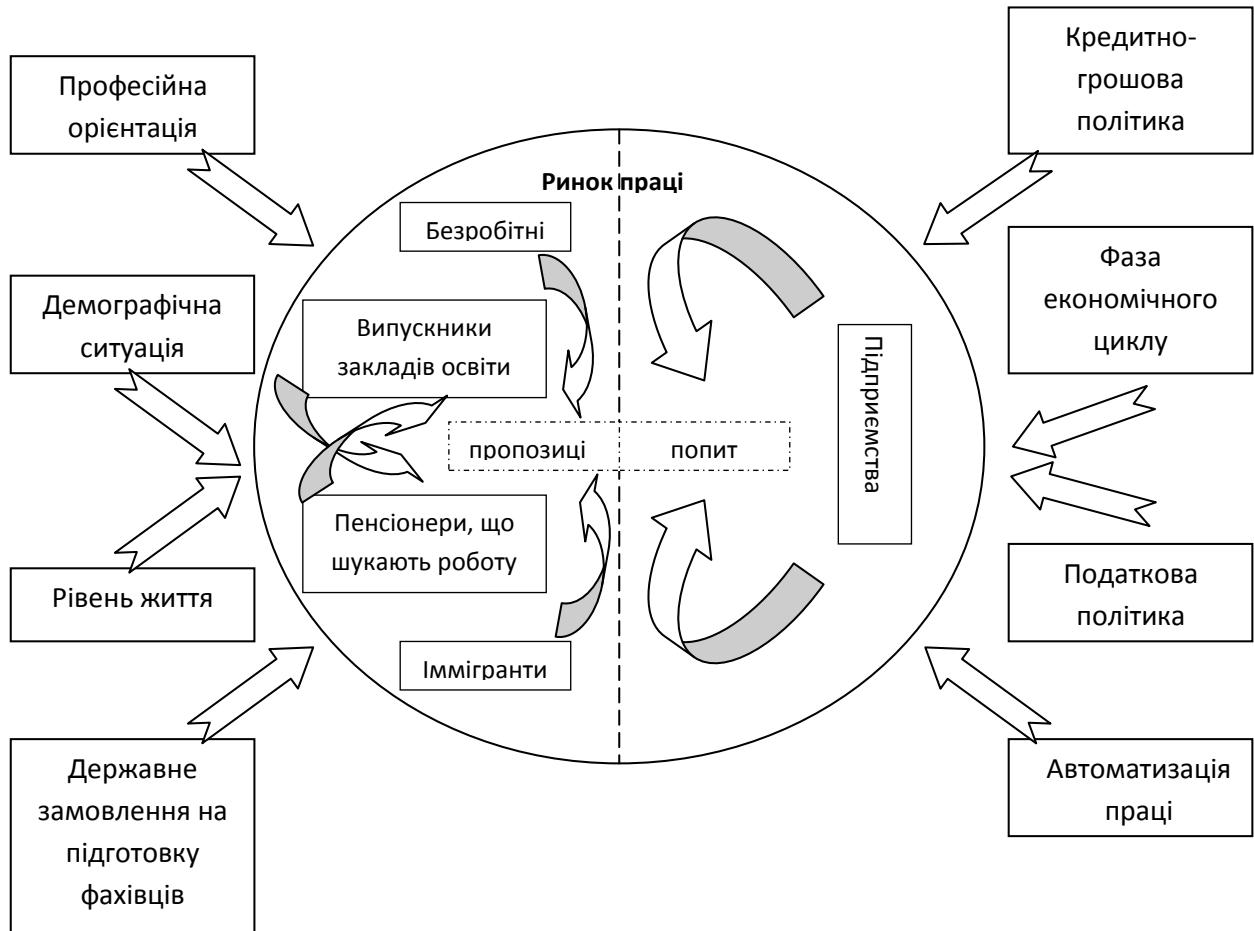 Професійна
орієнтація
Демографічна
ситуація
Рівень життя
Державне
замовлення на
підготовку
фахівців
Ринок праці
Безробітні
Випускники
закладів освіти
пропозиці
попит
Пенсіонери, що
шукають роботу
Іммігранти
Підприємства
Кредитно-
грошова
політика
Фаза
економічного
циклу
Податкова
політика
Автоматизація
праці